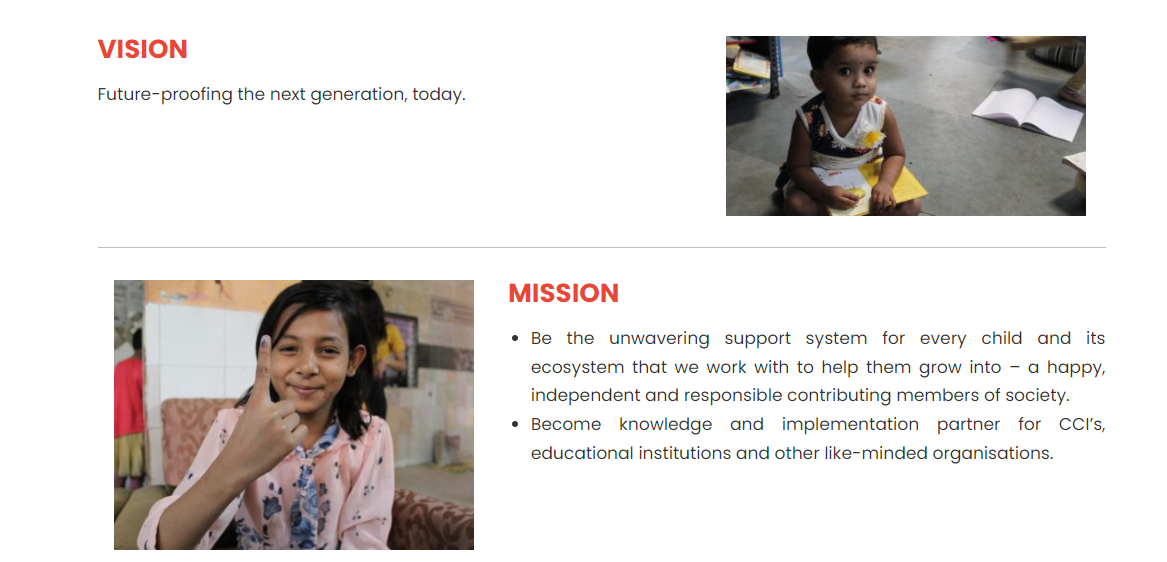 VISION
Future-proofing the next generation, today.
MISSION
• Be the unwavering support system for every child and its
ecosystem that we work with to help them grow into – a happy,
independent and responsible contributing members of society.
• Become knowledge and implementation partner for CCI’s,
educational institutions and other like-minded organisations.